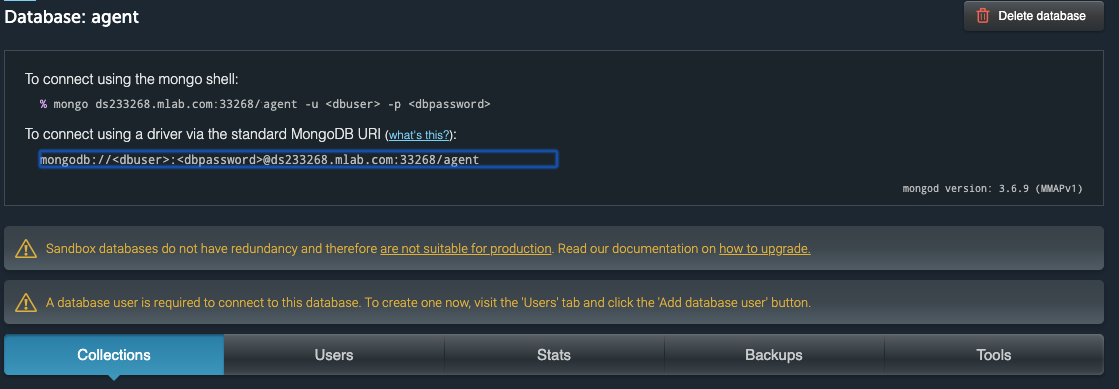 Database: agent
Delete database
To connect using the mongo shell:
% mongo ds233268.mlab.com:33268/agent -u <dbuser> -p <dbpassword>
To connect using a driver via the standard MongoDB URI (what's this?):
mongodb://<dbuser>:<dbpassword>@ds233268.mlab.com:33268/agent
mongod version: 3.6.9 (MMAPv1)
Sandbox databases do not have redundancy and therefore are not suitable for production. Read our documentation on how to upgrade.
A database user is required to connect to this database. To create one now, visit the 'Users' tab and click the 'Add database user' button.
Collections Users Stats Backups Tools